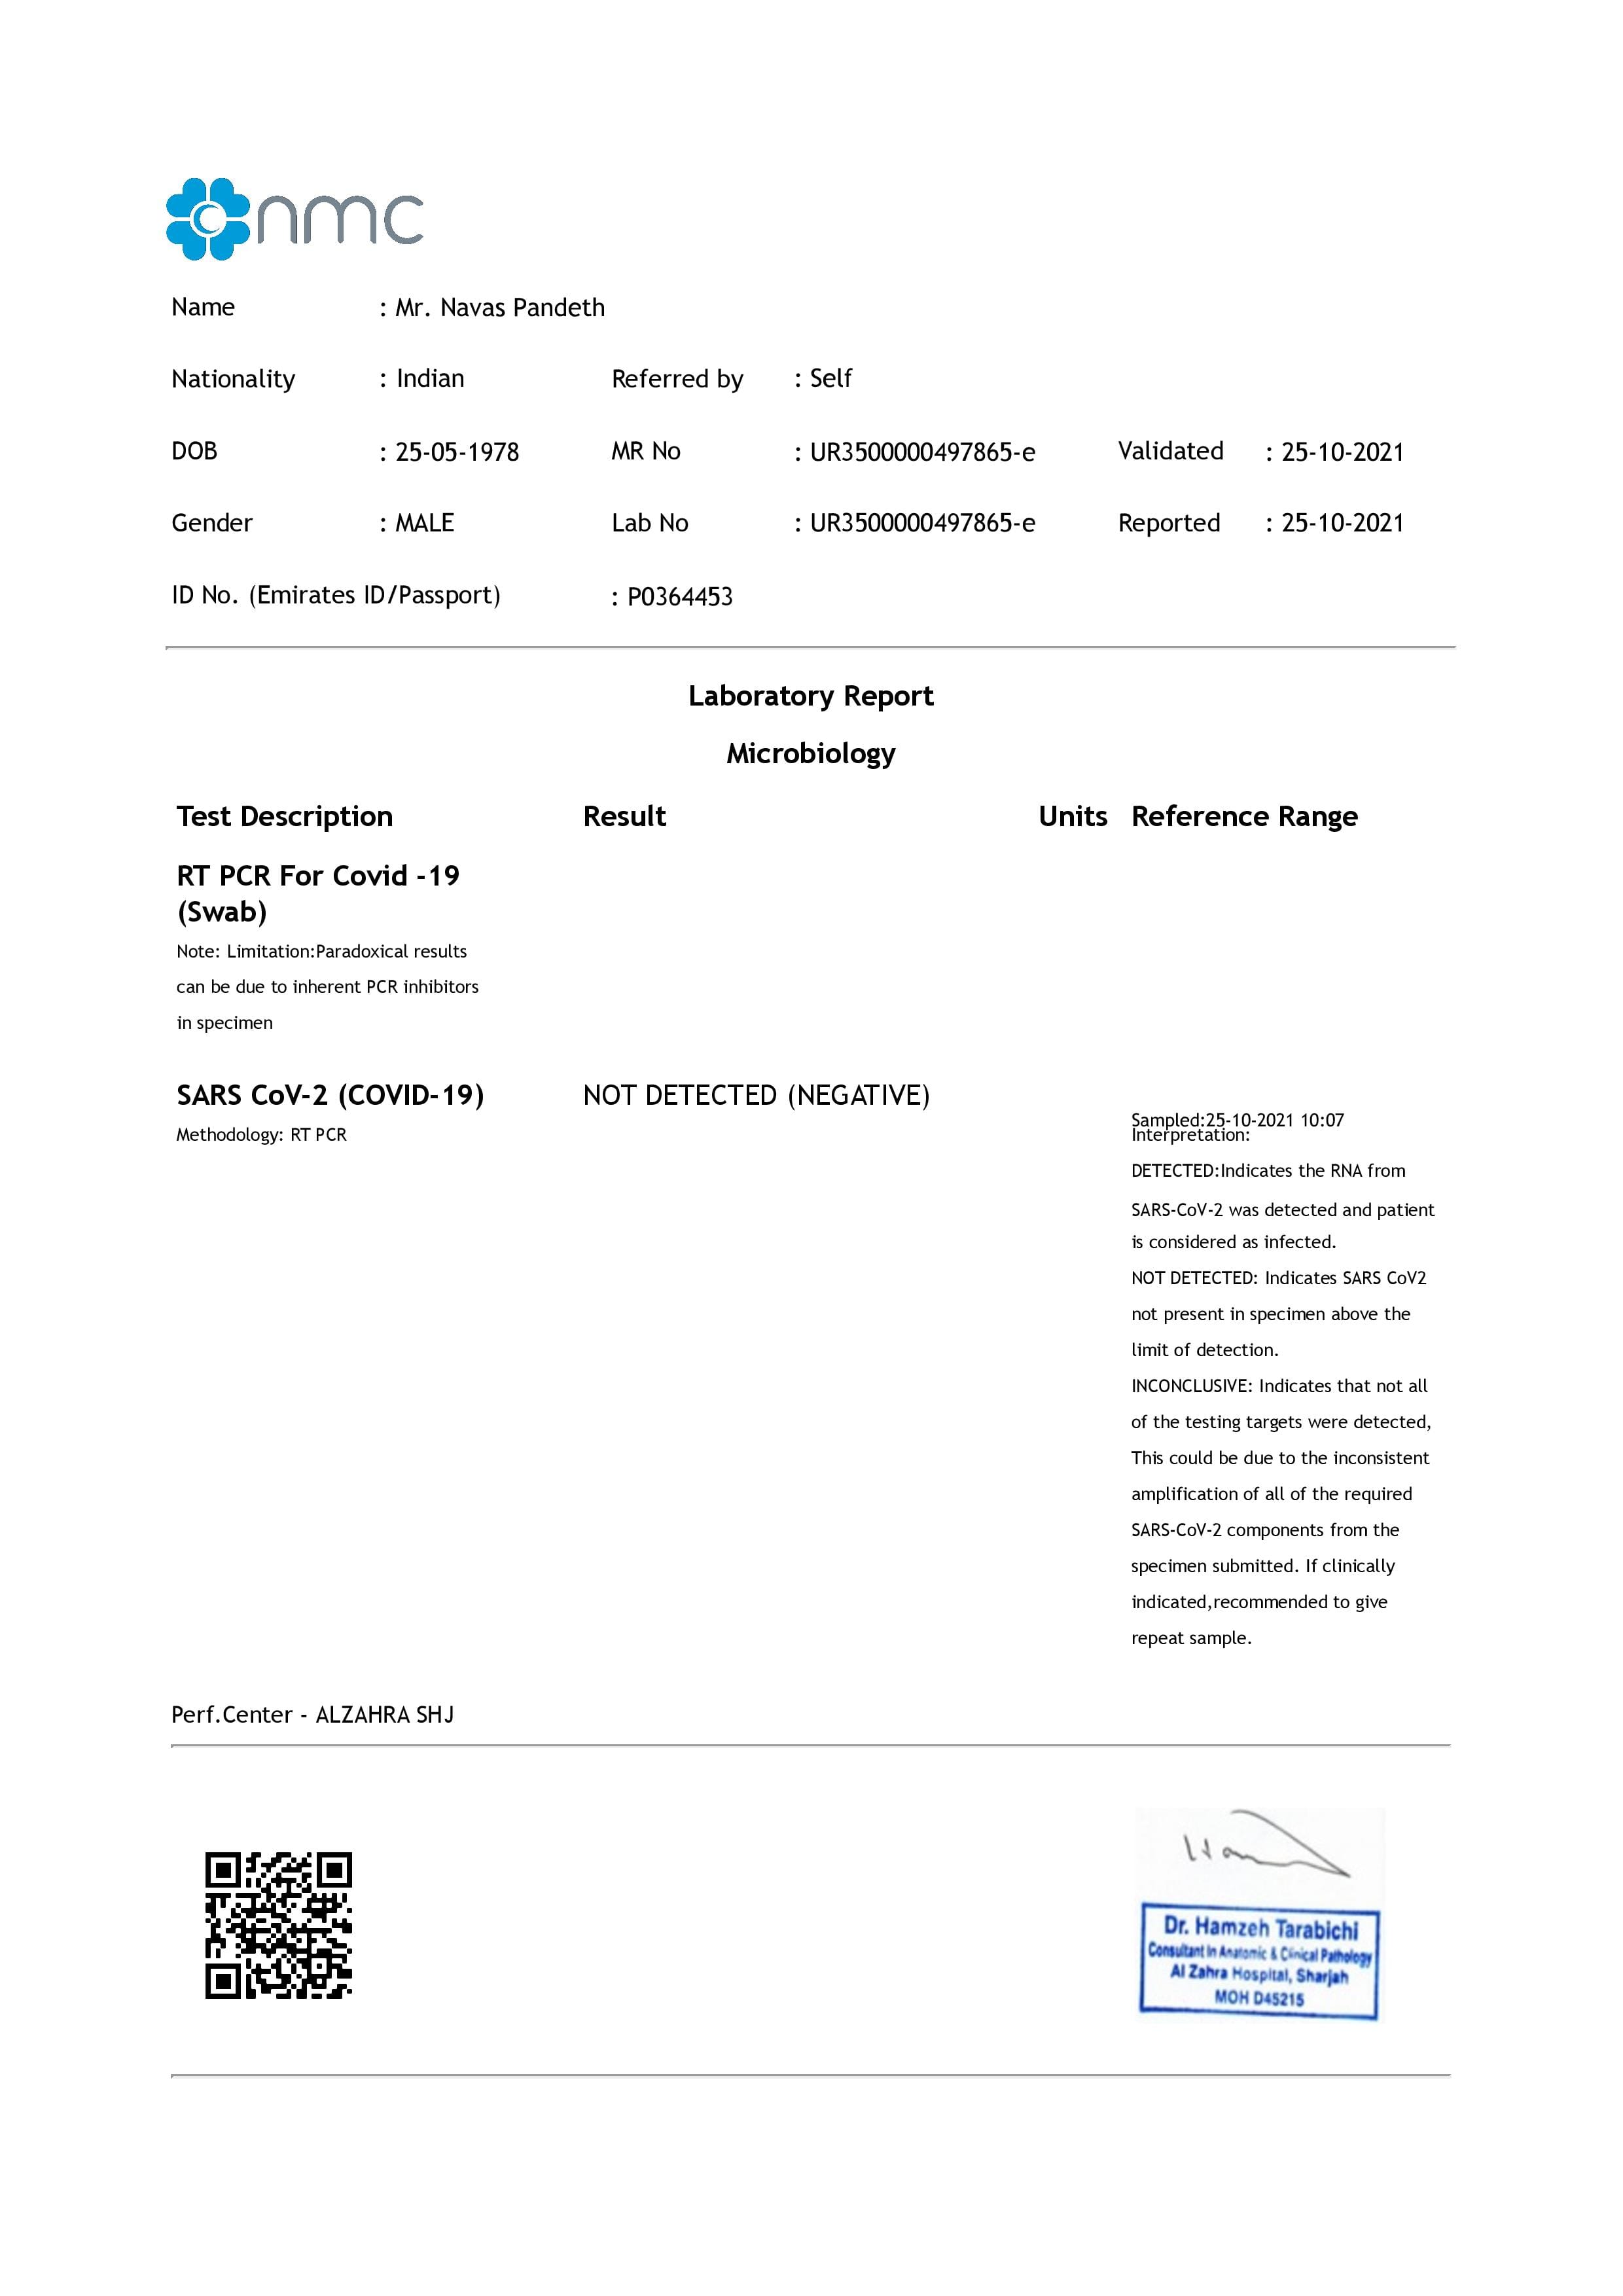 nmc
Name : Mr. Navas Pandeth
Nationality : Indian Referred by : Self
DOB : 25-05-1978 MR No : UR3500000497865-e Validated : 25-10-2021
Gender : MALE Lab No : UR3500000497865-e Reported : 25-10-2021
ID No. (Emirates ID/Passport) : P0364453
Laboratory Report
Microbiology
Test Description Result Units Reference Range
RT PCR For Covid -19
(Swab)
Note: Limitation:Paradoxical results
can be due to inherent PCR inhibitors
in specimen
SARS CoV-2 (COVID-19) NOT DETECTED (NEGATIVE)
Methodology: RT PCR
Sampled:25-10-2021 10:07
Interpretation:
DETECTED:Indicates the RNA from
SARS-CoV-2 was detected and patient
is considered as infected.
NOT DETECTED: Indicates SARS CoV2
not present in specimen above the
limit of detection.
INCONCLUSIVE: Indicates that not all
of the testing targets were detected,
This could be due to the inconsistent
amplification of all of the required
SARS-CoV-2 components from the
specimen submitted. If clinically
indicated,recommended to give
repeat sample.
Perf.Center - ALZAHRA SHJ
Dr. Hamzeh Tarabichi
Consultant In Anatomic & Clinical Pathology
Al Zahra Hospital, Sharjah
MOH D45215